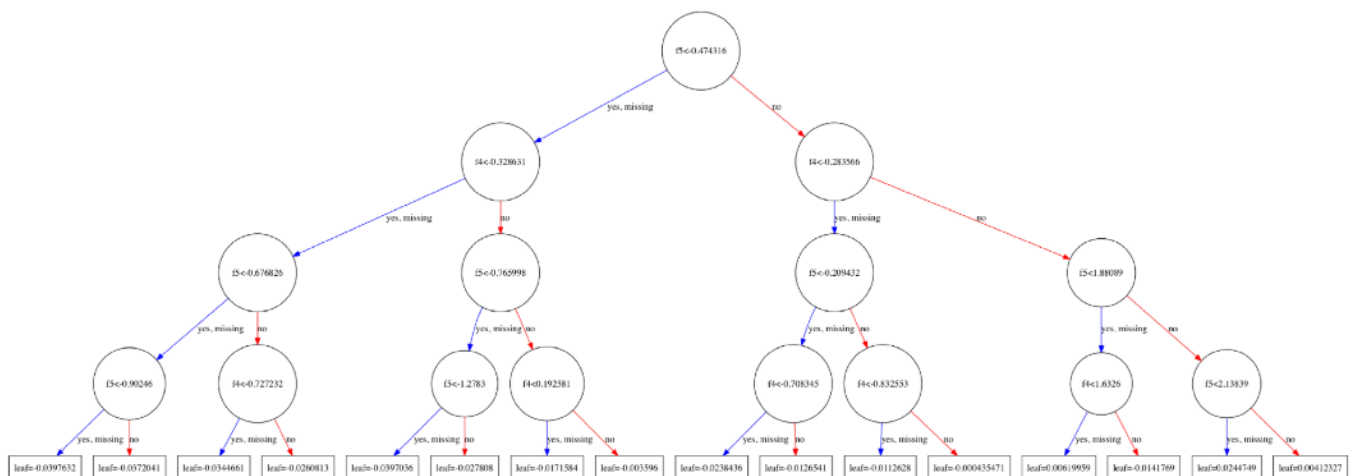 f5<-0.474316
yes, missing
no
f4<-0.328631
f4<-0.213566
yes, missing
no
yes, missing
no
f5<-0.676826
f5<-0.765998
f5<-0.209432
f5<1.88089
yes, missing
no
yes, missing
no
yes, missing
no
yes, missing
no
f5<-0.90246
f4<-0.727232
f5<-1.2783
f4<0.192581
f4<-0.708345
f4<-0.832553
f4<1.6326
f5<2.13839
yes, missing
no
yes, missing
no
yes, missing
no
yes, missing
no
yes, missing
no
yes, missing
no
yes, missing
no
yes, missing
no
leaf=-0.0397632
leaf=-0.0372041
leaf=-0.0344661
leaf=-0.0260813
leaf=-0.0397036
leaf=-0.027808
leaf=-0.0171584
leaf=-0.003596
leaf=-0.0238436
leaf=-0.0126541
leaf=-0.0112628
leaf=-0.000435471
leaf=0.00619959
leaf=-0.0141769
leaf=0.0244749
leaf=0.00412327